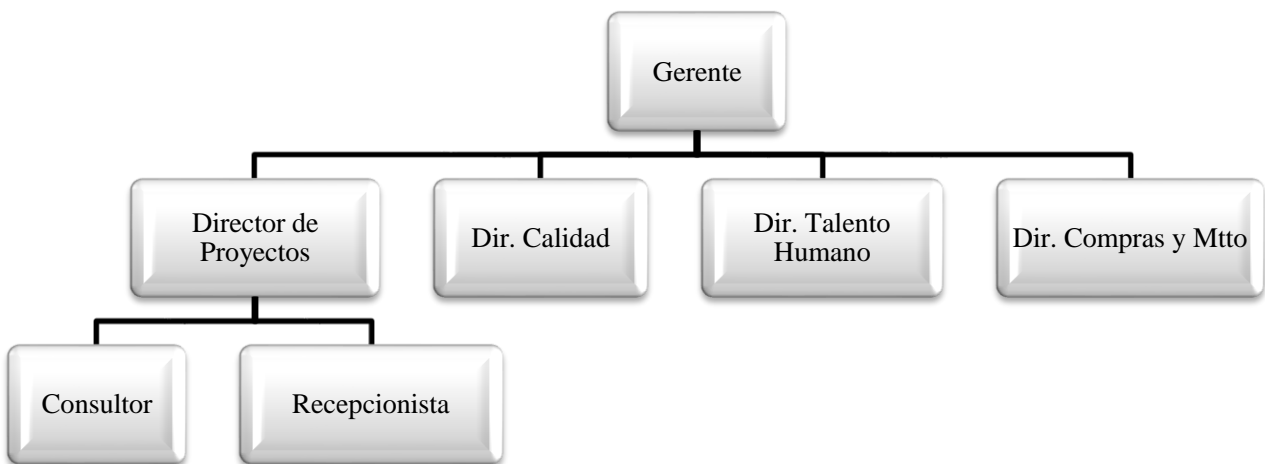 Gerente
Director de
Proyectos
Dir. Calidad
Dir. Talento
Humano
Dir. Compras y Mtto
Consultor
Recepcionista